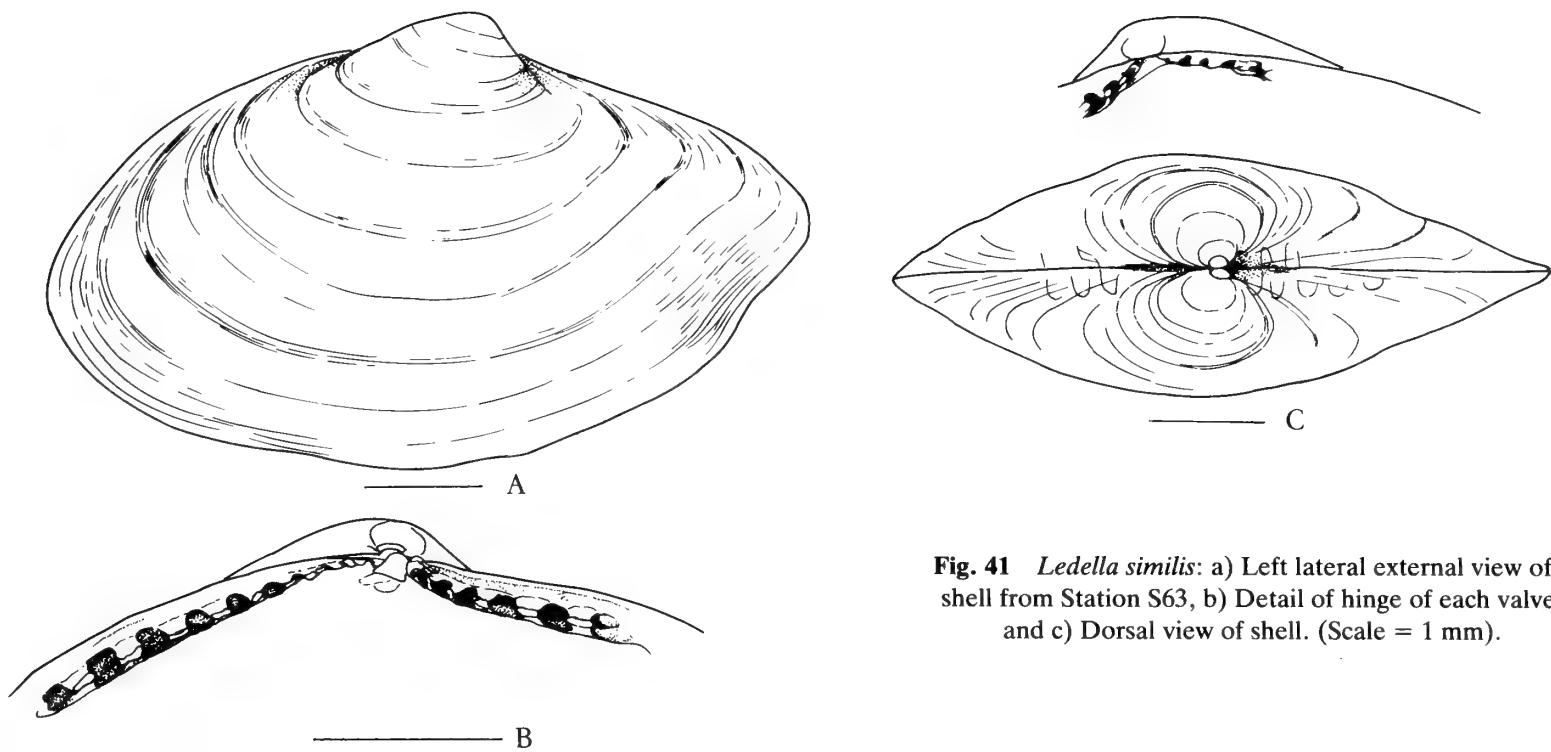 A
C
B
Fig. 41 Ledella similis: a) Left lateral external view of
shell from Station S63, b) Detail of hinge of each valve
and c) Dorsal view of shell. (Scale = 1 mm).